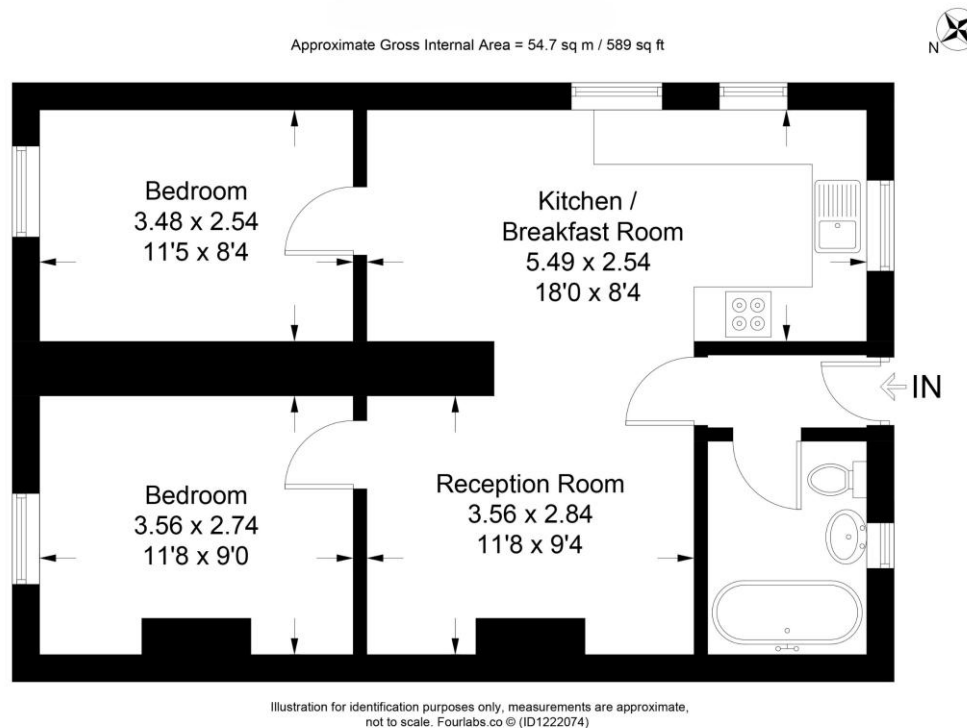 Approximate Gross Internal Area = 54.7 sq m / 589 sq ft
N
Bedroom
3.48 x 2.54
11'5 x 8'4
Kitchen /
Breakfast Room
5.49 x 2.54
18'0 x 8'4
IN
Bedroom
3.56 x 2.74
11'8 x 9'0
Reception Room
3.56 x 2.84
11'8 x 9'4
Illustration for identification purposes only, measurements are approximate,
not to scale. Fourlabs.co © (ID1222074)